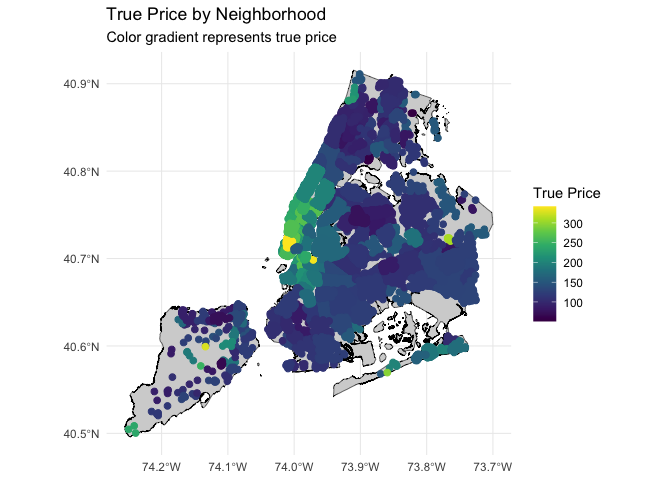 True Price by Neighborhood
Color gradient represents true price
40.9°N
40.8°N
40.7°N
40.6°N
40.5°N
74.2°W 74.1°W 74.0°W 73.9°W 73.8°W 73.7°W
True Price
300
250
200
150
100